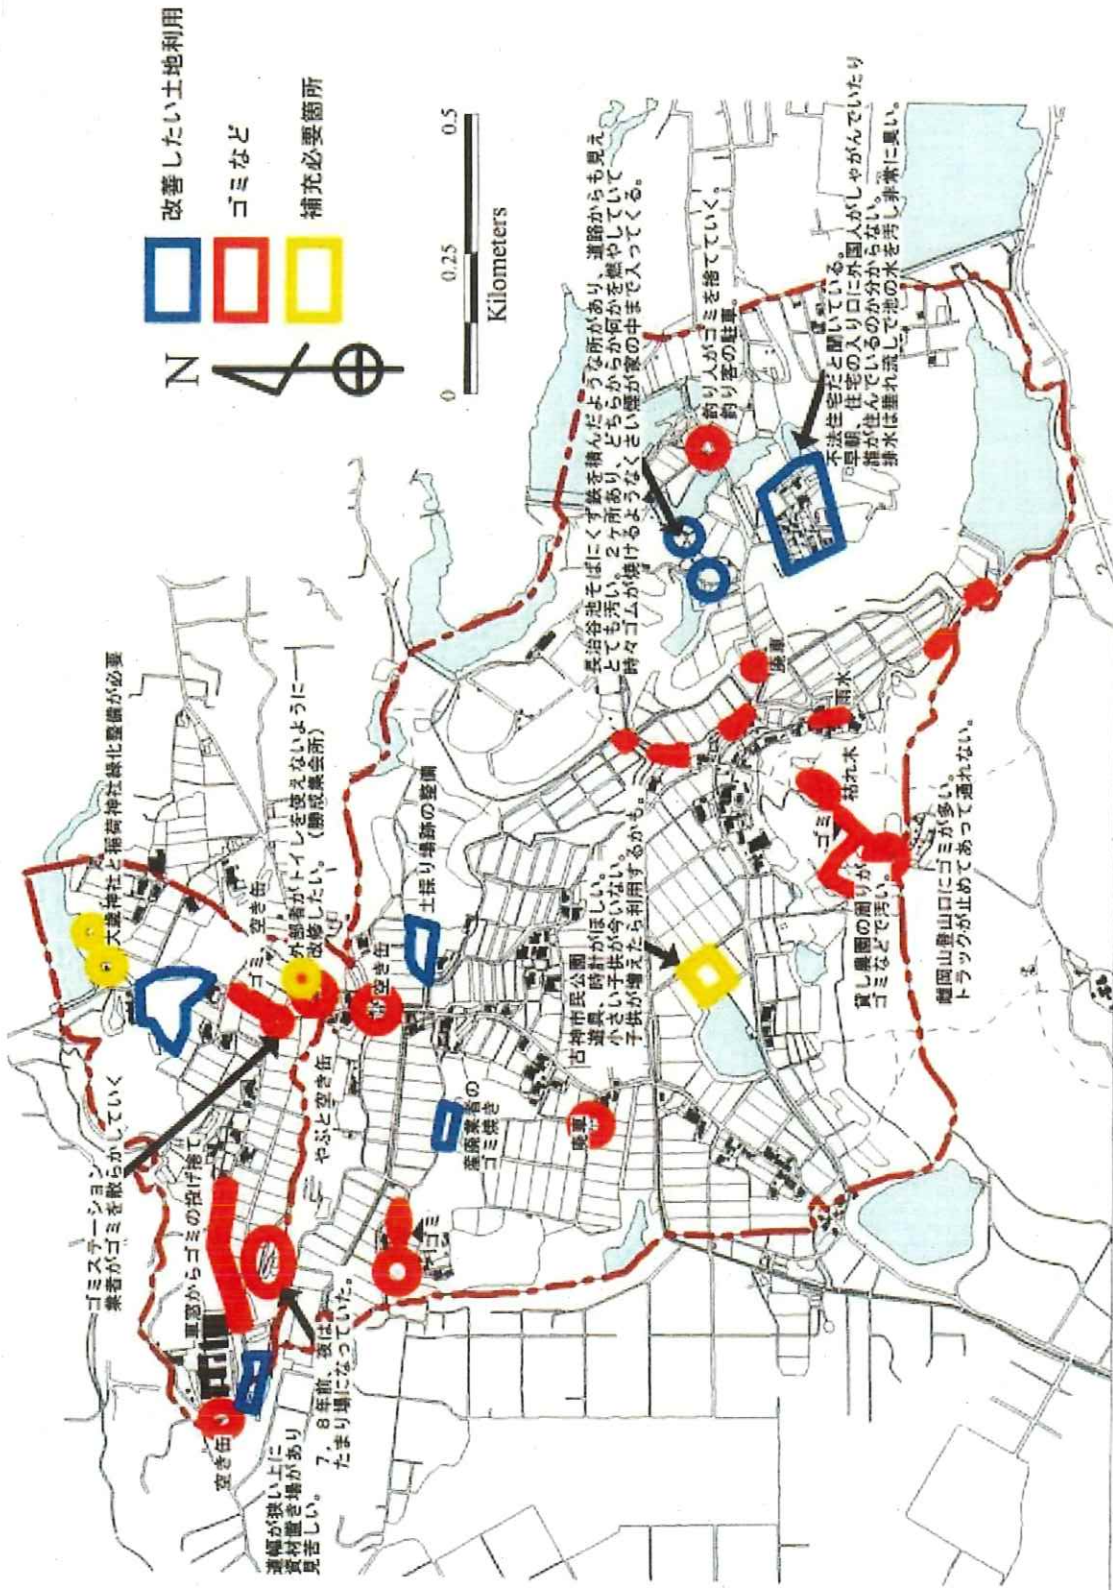 改善したい土地利用
ゴミなど
補充必要箇所
N
0 0.25 0.5
Kilometers
大歳神社と稲荷神社緑化整備が必要
ゴミ、空き缶
外部者がトイレを使えないように
改修したい。(勝成集会所)
ゴミステーション
業者がゴミを散らかしていく
車窓からゴミの投げ捨て
空き缶
道幅が狭い上に
資材置き場があり
見苦しい。
7、8年前、夜は
たまり場になっていた。
やぶと空き缶
空き缶
土採り場跡の整備
産廃業者の
ゴミ焼き
ゴミ
廃車
古神市民公園
遊具、時計がほしい。
小さい子供が今いない。
子供が増えたら利用するかも。
長治谷池そばにくず鉄を積んだような所があり、道路からも見え
とても汚い。2ヶ所あり、どちらからか何かを燃やしていて
時々ゴムが焼けるようなくさい煙が家の中まで入ってくる。
釣り人がゴミを捨てていく。
釣り客の駐車。
不法住宅だと聞いている。
早朝、住宅の入り口に外国人がしゃがんでいたり
誰が住んでいるのか分からない。
排水は垂れ流しで池の水を汚し非常に臭い。
廃車
雨水
枯れ木
ゴミ
貸し農園の周りが
ゴミなどで汚い。
雌岡山登山口にゴミが多い。
トラックが止めてあって通れない。